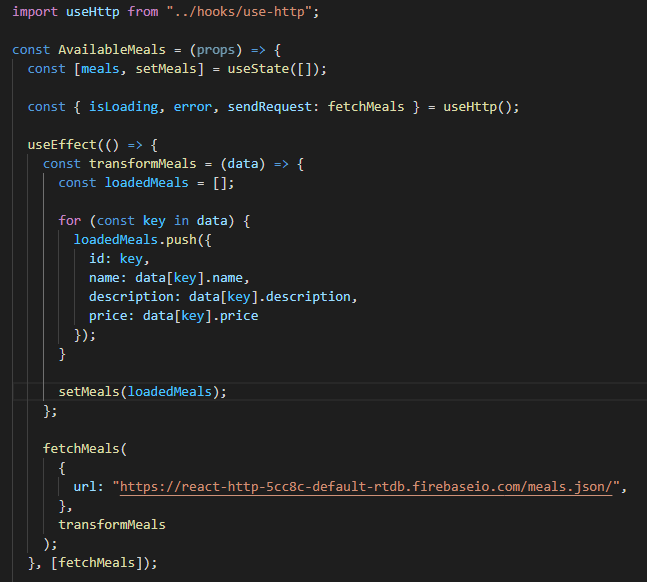 import useHttp from "../hooks/use-http";

const AvailableMeals = (props) => {
  const [meals, setMeals] = useState([]);

  const { isLoading, error, sendRequest: fetchMeals } = useHttp();

  useEffect(() => {
    const transformMeals = (data) => {
      const loadedMeals = [];

      for (const key in data) {
        loadedMeals.push({
          id: key,
          name: data[key].name,
          description: data[key].description,
          price: data[key].price
        });
      }

      setMeals(loadedMeals);
    };

    fetchMeals(
      {
        url: "https://react-http-5cc8c-default-rtdb.firebaseio.com/meals.json/",
      },
      transformMeals
    );
  }, [fetchMeals]);